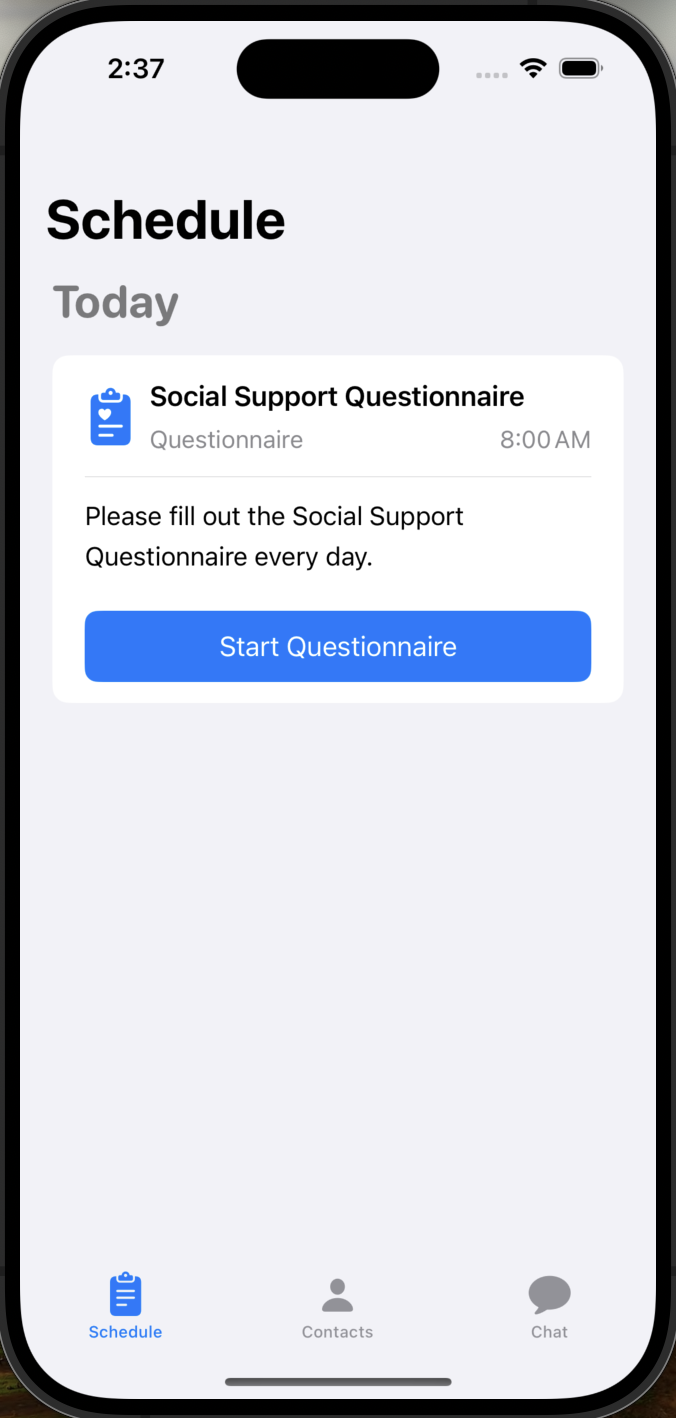 2:37
Schedule
Today
Social Support Questionnaire
Questionnaire 8:00 AM
Please fill out the Social Support
Questionnaire every day.
Start Questionnaire
Schedule Contacts Chat